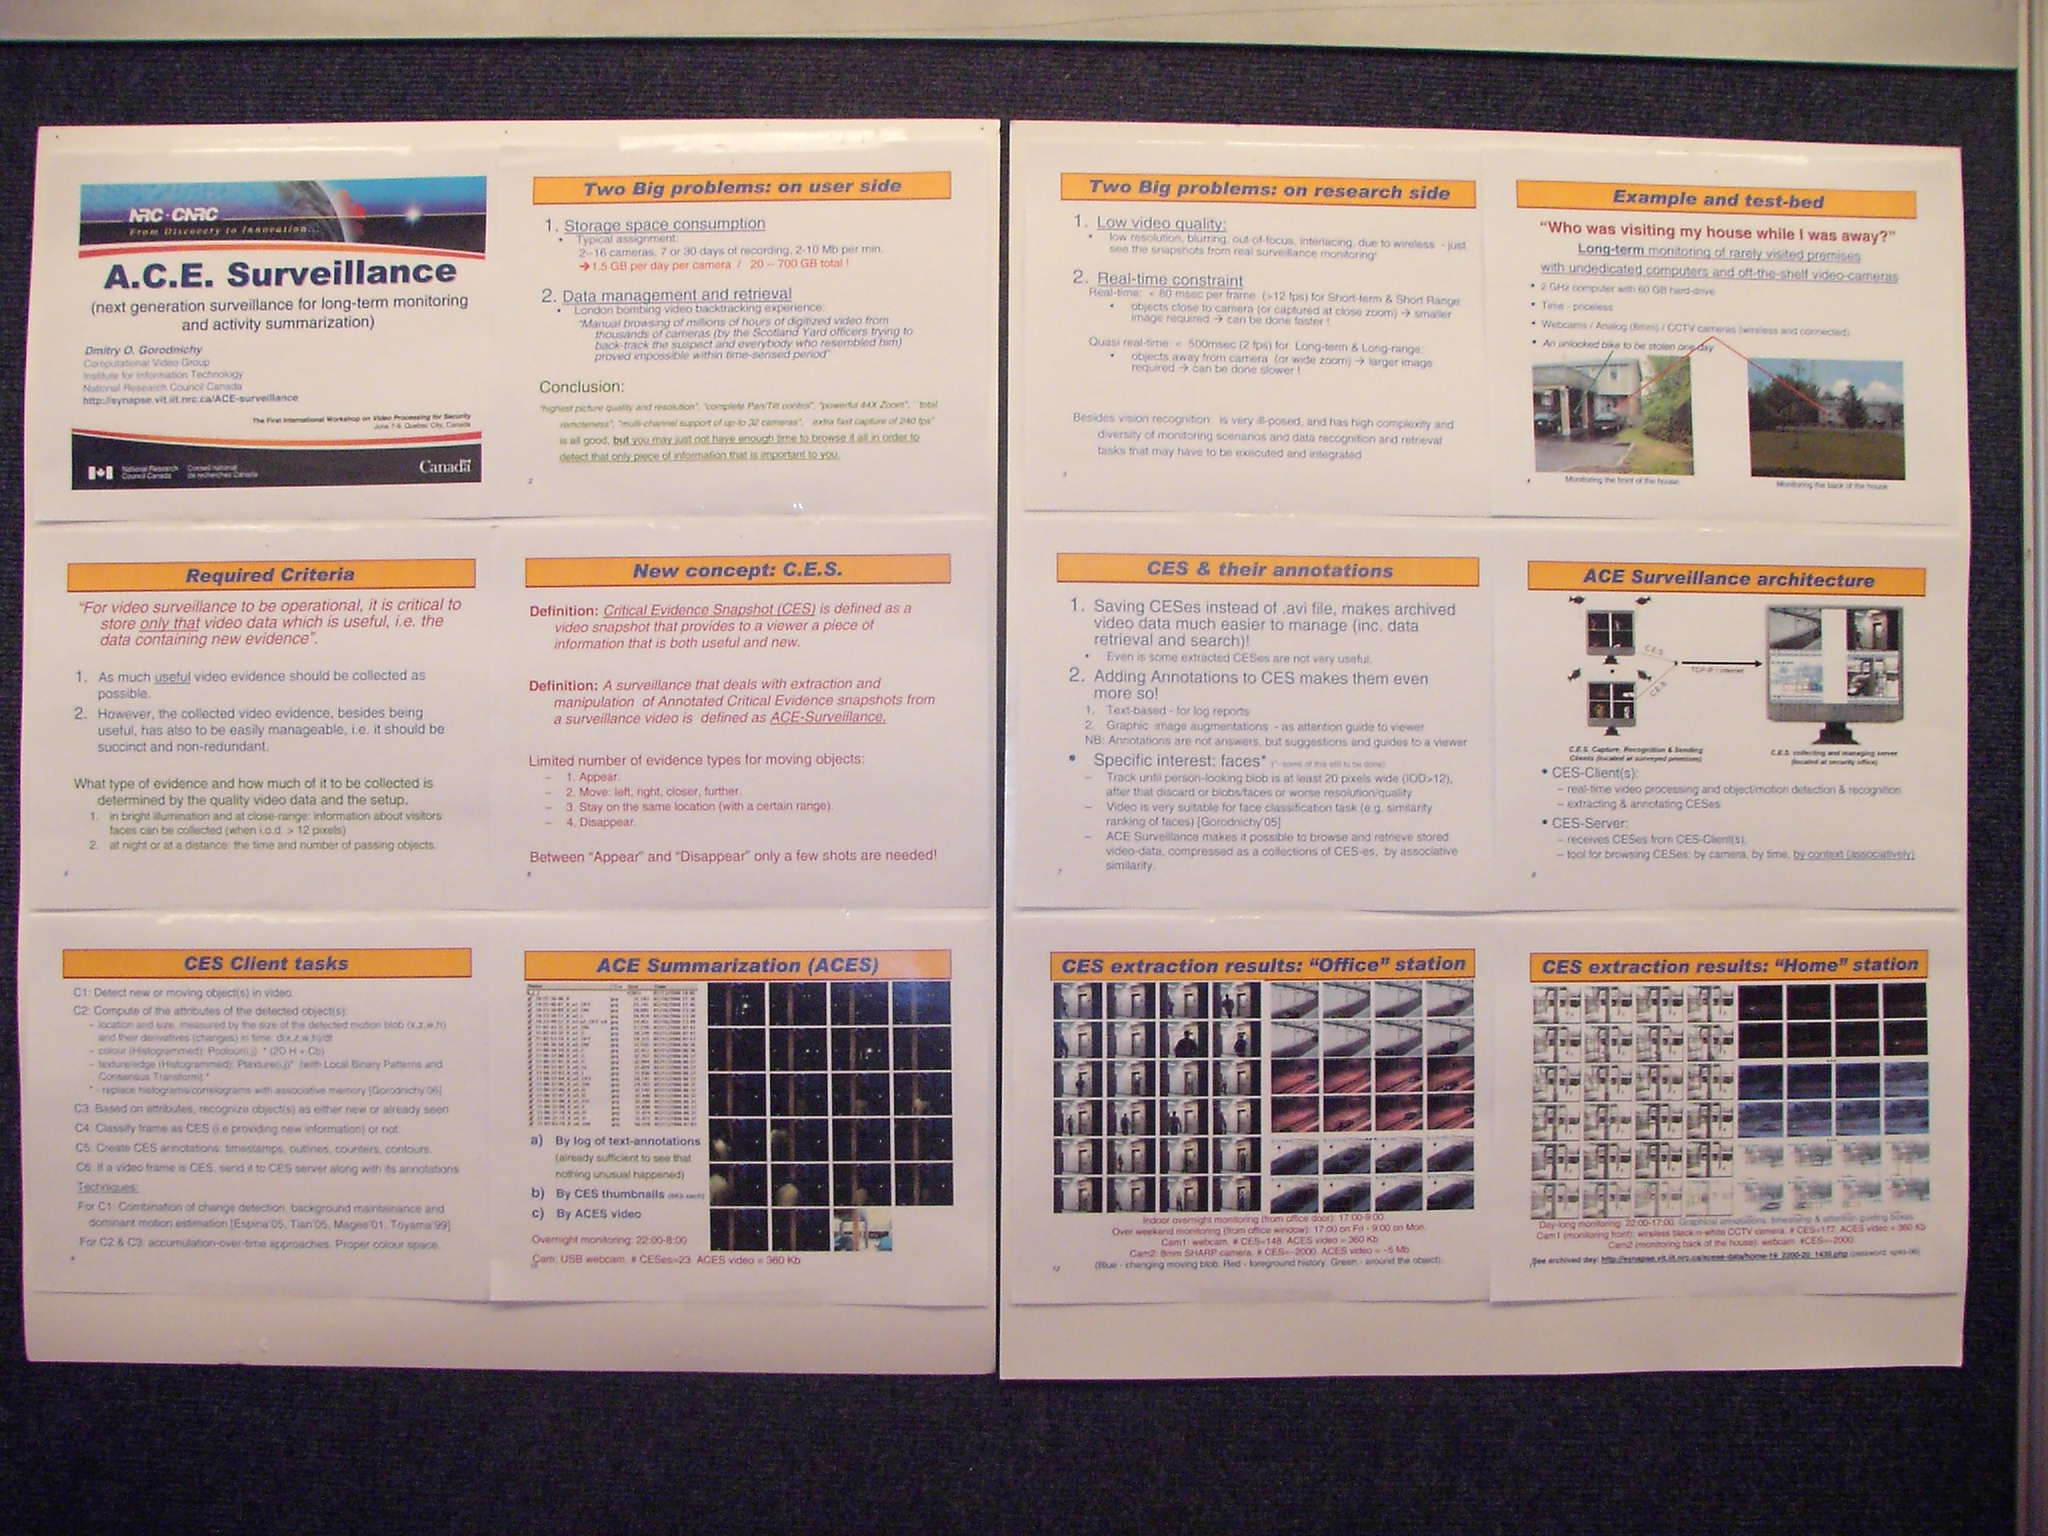 NRC·CNRC
From Discovery to Innovation...
A.C.E. Surveillance
(next generation surveillance for long-term monitoring
and activity summarization)
Dmitry O. Gorodnichy
Computational Video Group
Institute for Information Technology
National Research Council Canada
http://synapse.vit.iit.nrc.ca/ACE-surveillance
The First International Workshop on Video Processing for Security
June 7-9, Quebec City, Canada
National Research Council Canada
Conseil national de recherches Canada
Canada
Two Big problems: on user side
1. Storage space consumption
• Typical assignment:
2-16 cameras, 7 or 30 days of recording, 2-10 Mb per min.
→1.5 GB per day per camera / 20 – 700 GB total !
2. Data management and retrieval
• London bombing video backtracking experience:
"Manual browsing of millions of hours of digitized video from
thousands of cameras (by the Scotland Yard officers trying to
back-track the suspect and everybody who resembled him)
proved impossible within time-sensed period"
Conclusion:
"highest picture quality and resolution", "complete Pan/Tilt control", "powerful 44X Zoom", total
remoteness", "multi-channel support of up-to 32 cameras", extra fast capture of 240 fps"
is all good, but you may just not have enough time to browse it all in order to
detect that only piece of information that is important to you.
2
Two Big problems: on research side
1. Low video quality:
• low resolution, blurring, out-of-focus, interlacing, due to wireless - just
see the snapshots from real surveillance monitoring!
2. Real-time constraint
Real-time: < 80 msec per frame (>12 fps) for Short-term & Short Range:
• objects close to camera (or captured at close zoom) → smaller
image required → can be done faster !
Quasi real-time: < 500msec (2 fps) for Long-term & Long-range:
• objects away from camera (or wide zoom) → larger image
required → can be done slower !
Besides vision recognition: is very ill-posed, and has high complexity and
diversity of monitoring scenarios and data recognition and retrieval
tasks that may have to be executed and integrated
3
Example and test-bed
"Who was visiting my house while I was away?"
Long-term monitoring of rarely visited premises
with undedicated computers and off-the-shelf video-cameras
• 2 GHz computer with 60 GB hard-drive
• Time - priceless
• Webcams / Analog (8mm) / CCTV cameras (wireless and connected)
• An unlocked bike to be stolen one day
Monitoring the front of the house
Monitoring the back of the house
4
Required Criteria
"For video surveillance to be operational, it is critical to
store only that video data which is useful, i.e. the
data containing new evidence".
1. As much useful video evidence should be collected as
possible.
2. However, the collected video evidence, besides being
useful, has also to be easily manageable, i.e. it should be
succinct and non-redundant.
What type of evidence and how much of it to be collected is
determined by the quality video data and the setup.
1. in bright illumination and at close-range: information about visitors
faces can be collected (when i.o.d. > 12 pixels)
2. at night or at a distance: the time and number of passing objects.
New concept: C.E.S.
Definition: Critical Evidence Snapshot (CES) is defined as a
video snapshot that provides to a viewer a piece of
information that is both useful and new.
Definition: A surveillance that deals with extraction and
manipulation of Annotated Critical Evidence snapshots from
a surveillance video is defined as ACE-Surveillance.
Limited number of evidence types for moving objects:
– 1. Appear.
– 2. Move: left, right, closer, further.
– 3. Stay on the same location (with a certain range).
– 4. Disappear.
Between "Appear" and "Disappear" only a few shots are needed!
6
CES & their annotations
1. Saving CESes instead of .avi file, makes archived
video data much easier to manage (inc. data
retrieval and search)!
• Even is some extracted CESes are not very useful.
2. Adding Annotations to CES makes them even
more so!
1. Text-based - for log reports
2. Graphic image augmentations - as attention guide to viewer
NB: Annotations are not answers, but suggestions and guides to a viewer
• Specific interest: faces* (* - some of this still to be done)
– Track until person-looking blob is at least 20 pixels wide (IOD>12),
after that discard or blobs/faces or worse resolution/quality
– Video is very suitable for face classification task (e.g. similarity
ranking of faces) [Gorodnichy'05]
– ACE Surveillance makes it possible to browse and retrieve stored
video-data, compressed as a collections of CES-es, by associative
similarity.
7
ACE Surveillance architecture
C.E.S
C.E.S
TCP-IP - internet
C.E.S. Capture, Recognition & Sending
Clients (located at surveyed premises)
C.E.S. collecting and managing server
(located at security office)
• CES-Client(s):
– real-time video processing and object/motion detection & recognition
– extracting & annotating CESes
• CES-Server:
– receives CESes from CES-Client(s);
– tool for browsing CESes: by camera, by time, by context (associatively)
8
CES Client tasks
C1: Detect new or moving object(s) in video.
C2: Compute of the attributes of the detected object(s):
– location and size, measured by the size of the detected motion blob (x,z,w,h)
and their derivatives (changes) in time: d(x,z,w,h)/dt
– colour (Histogrammed): Pcolour(i,j) * (2D H + Cb)
– texture/edge (Histogrammed): Ptexture(i,j)* (with Local Binary Patterns and
Consensus Transform) *
* - replace histograms/correlograms with associative memory [Gorodnichy'06]
C3: Based on attributes, recognize object(s) as either new or already seen
C4: Classify frame as CES (i.e providing new information) or not.
C5: Create CES annotations: timestamps, outlines, counters, contours.
C6: If a video frame is CES, send it to CES server along with its annotations
Techniques:
For C1: Combination of change detection, background maintenance and
dominant motion estimation [Espina'05, Tian'05, Magee'01, Toyama'99]
For C2 & C3: accumulation-over-time approaches. Proper colour space.
ACE Summarization (ACES)
a) By log of text-annotations
(already sufficient to see that
nothing unusual happened)
b) By CES thumbnails
c) By ACES video
Overnight monitoring: 22:00-8:00
Cam: USB webcam. # CESes=23. ACES video = 360 Kb
CES extraction results: "Office" station
Indoor overnight monitoring (from office door): 17:00-9:00.
Over weekend monitoring (from office window): 17:00 on Fri - 9:00 on Mon.
Cam1: webcam. # CES=148. ACES video = 360 Kb
Cam2: 8mm SHARP camera. # CES=~2000. ACES video = ~5 Mb
(Blue - changing moving blob. Red - foreground history. Green - around the object).
12
CES extraction results: "Home" station
Day-long monitoring: 22:00-17:00. Graphical annotations: timestamp & attention guiding boxes
Cam1 (monitoring front): wireless black-n-white CCTV camera. # CES=177. ACES video = 360 Kb
Cam2 (monitoring back of the house): webcam. #CES=~2000.
See archived day: